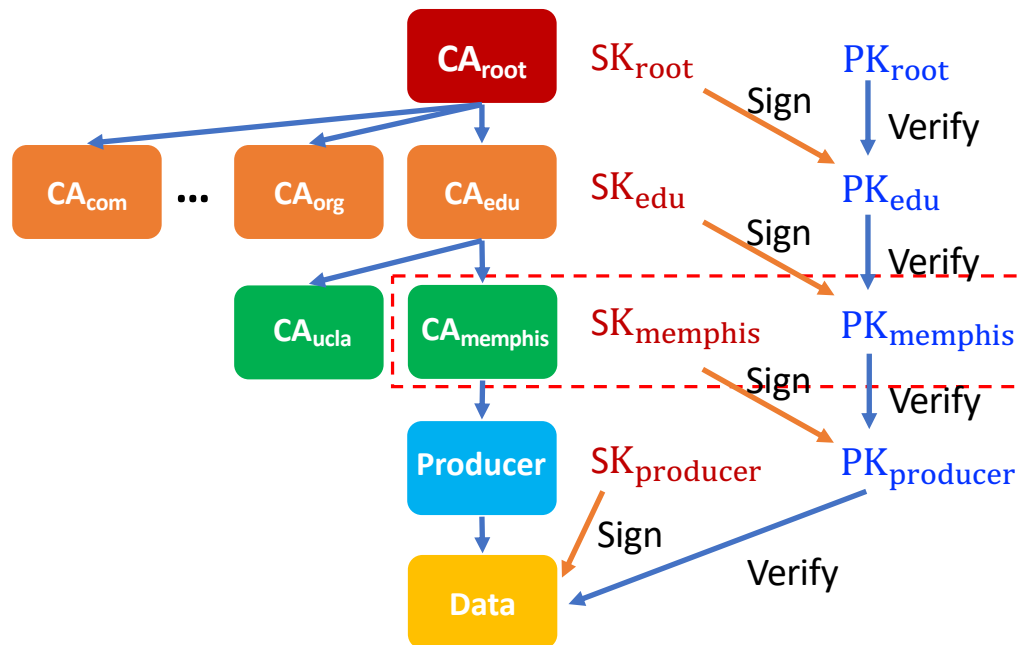 CAroot SKroot PKroot
Sign
Verify
CAcom ... CAorg CAedu SKedu PKedu
Sign
Verify
CAucla CAmemphis SKmemphis PKmemphis
Sign
Verify
Producer SKproducer PKproducer
Sign
Verify
Data